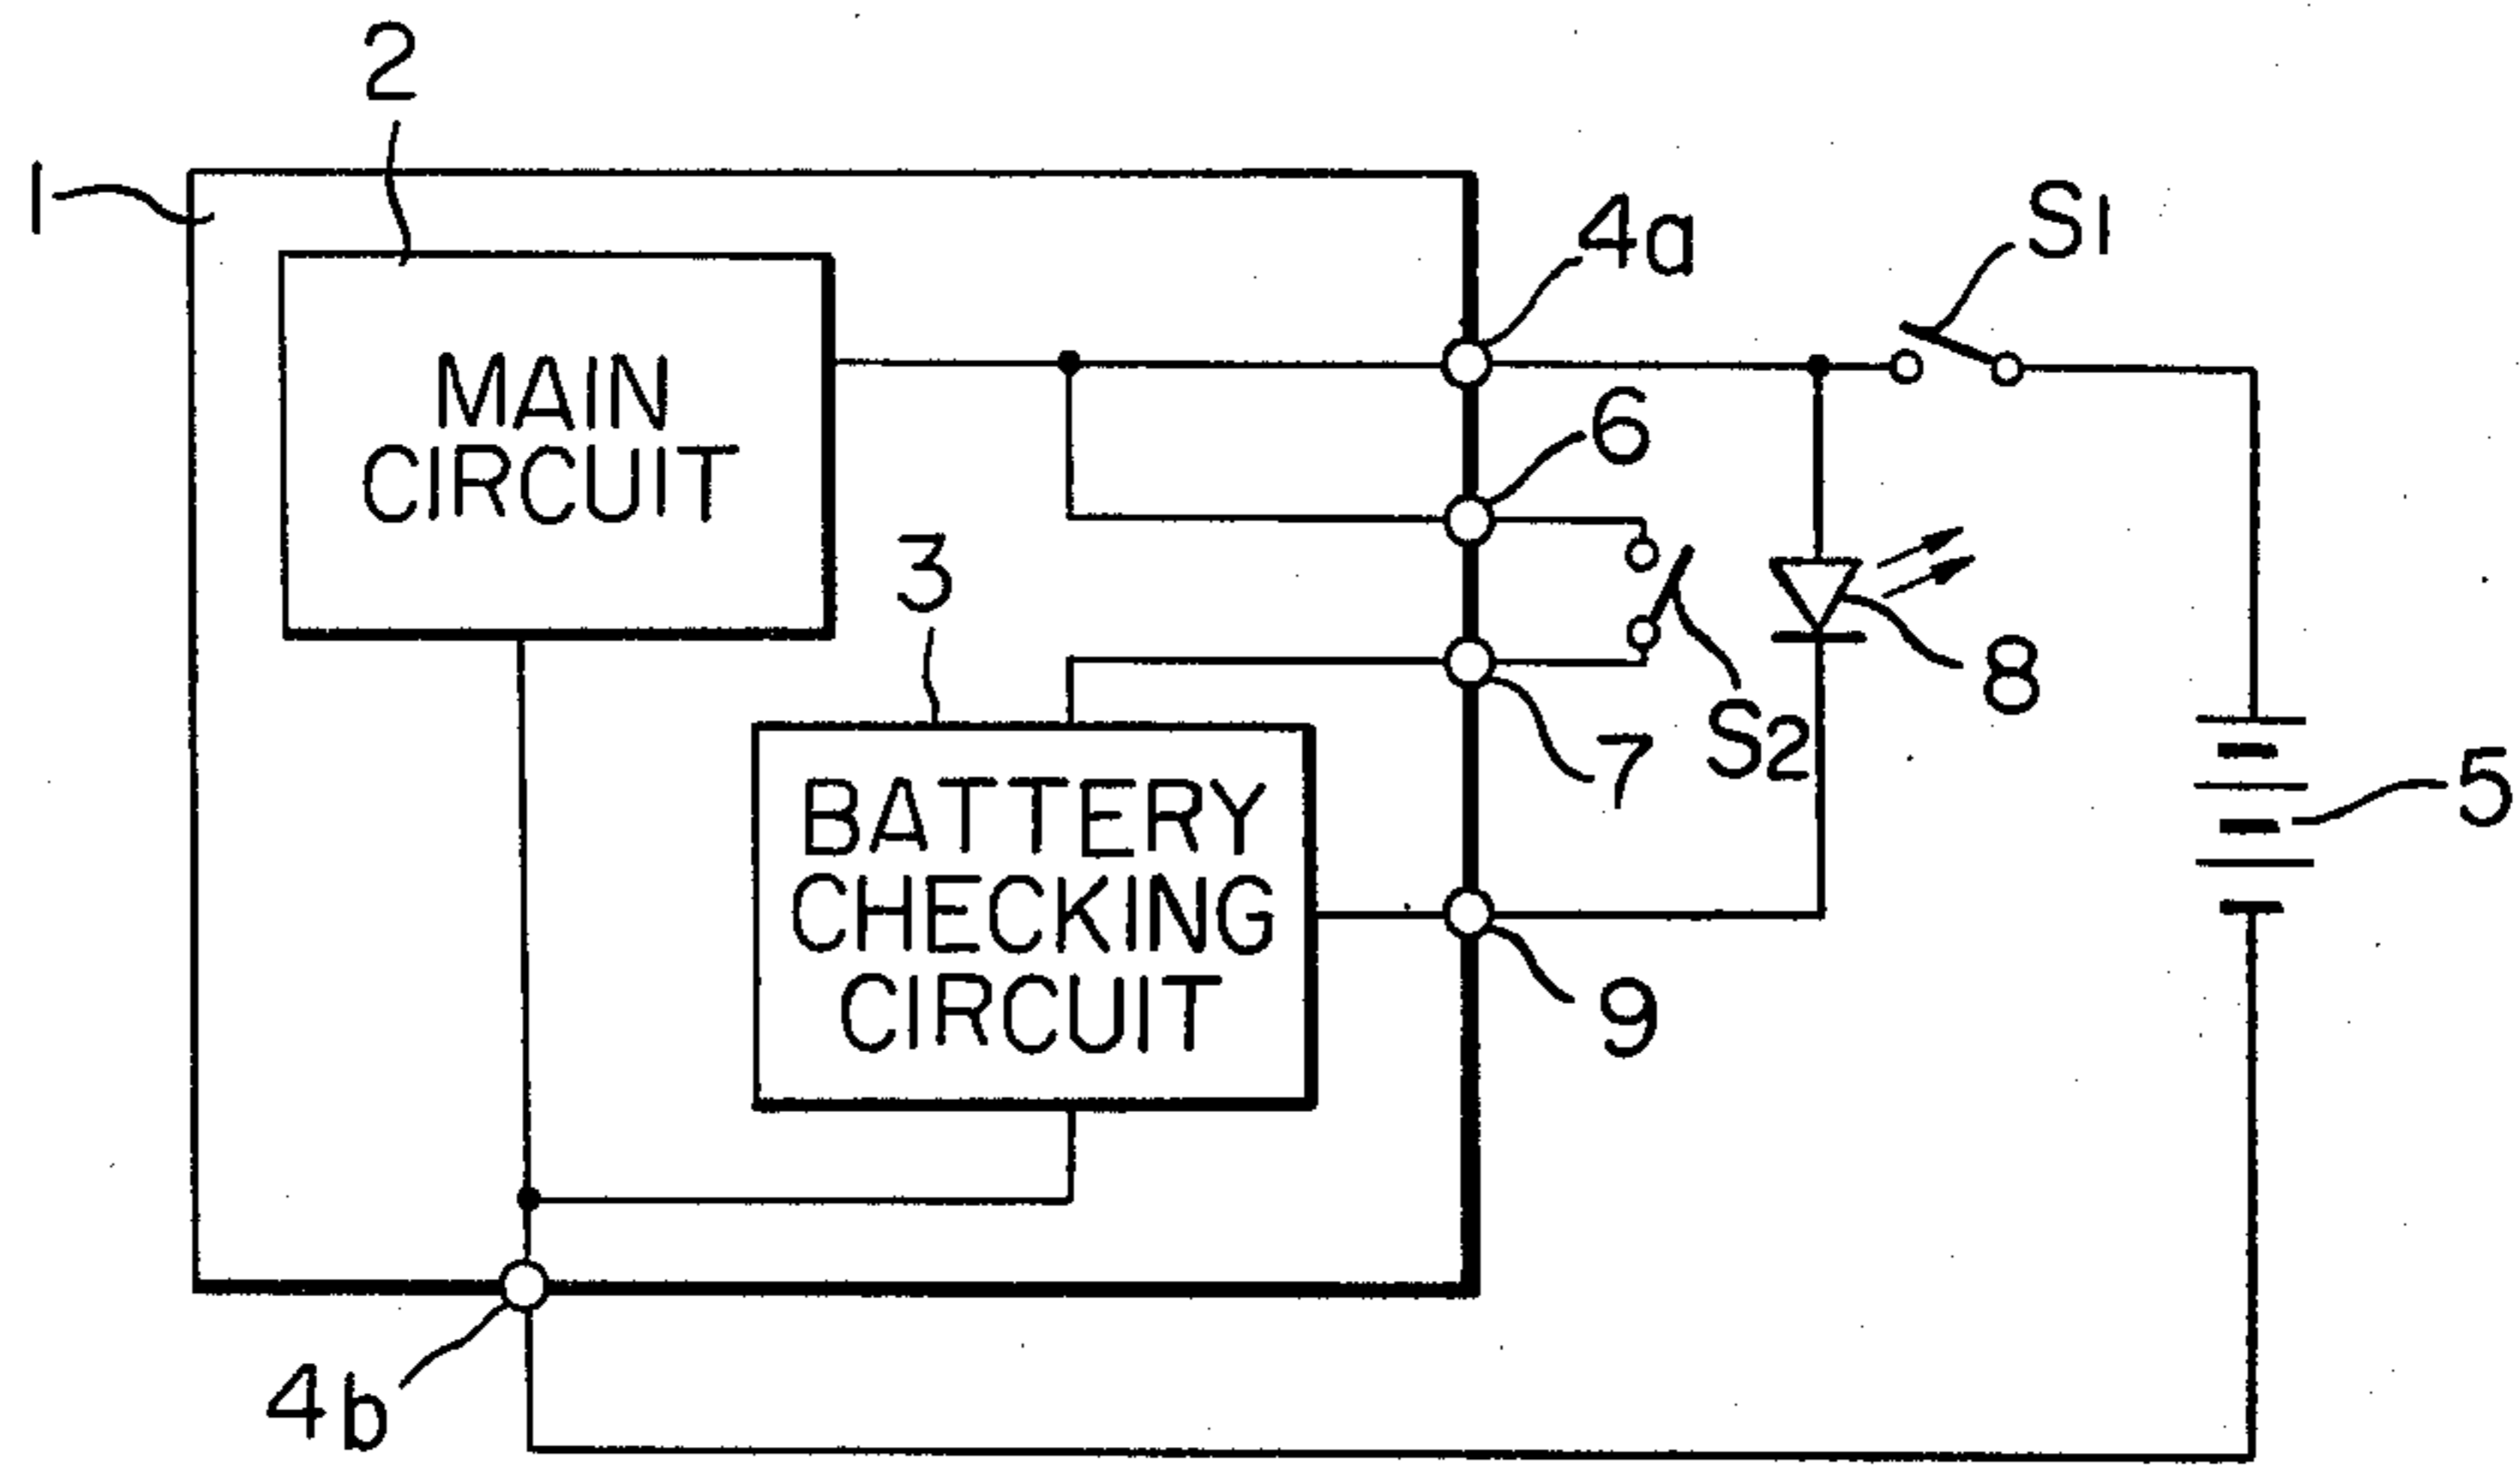 2
1
4a
S1
MAIN
CIRCUIT
6
3
8
S2
7
5
BATTERY
CHECKING
CIRCUIT
9
4b